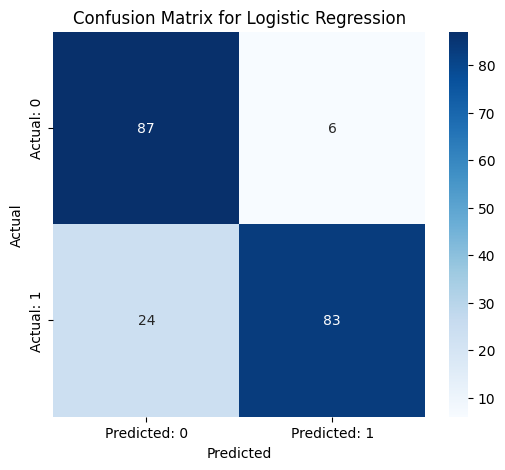 Confusion Matrix for Logistic Regression
Actual
Actual: 0
Actual: 1
87
6
24
83
Predicted: 0
Predicted: 1
Predicted
80
70
60
50
40
30
20
10